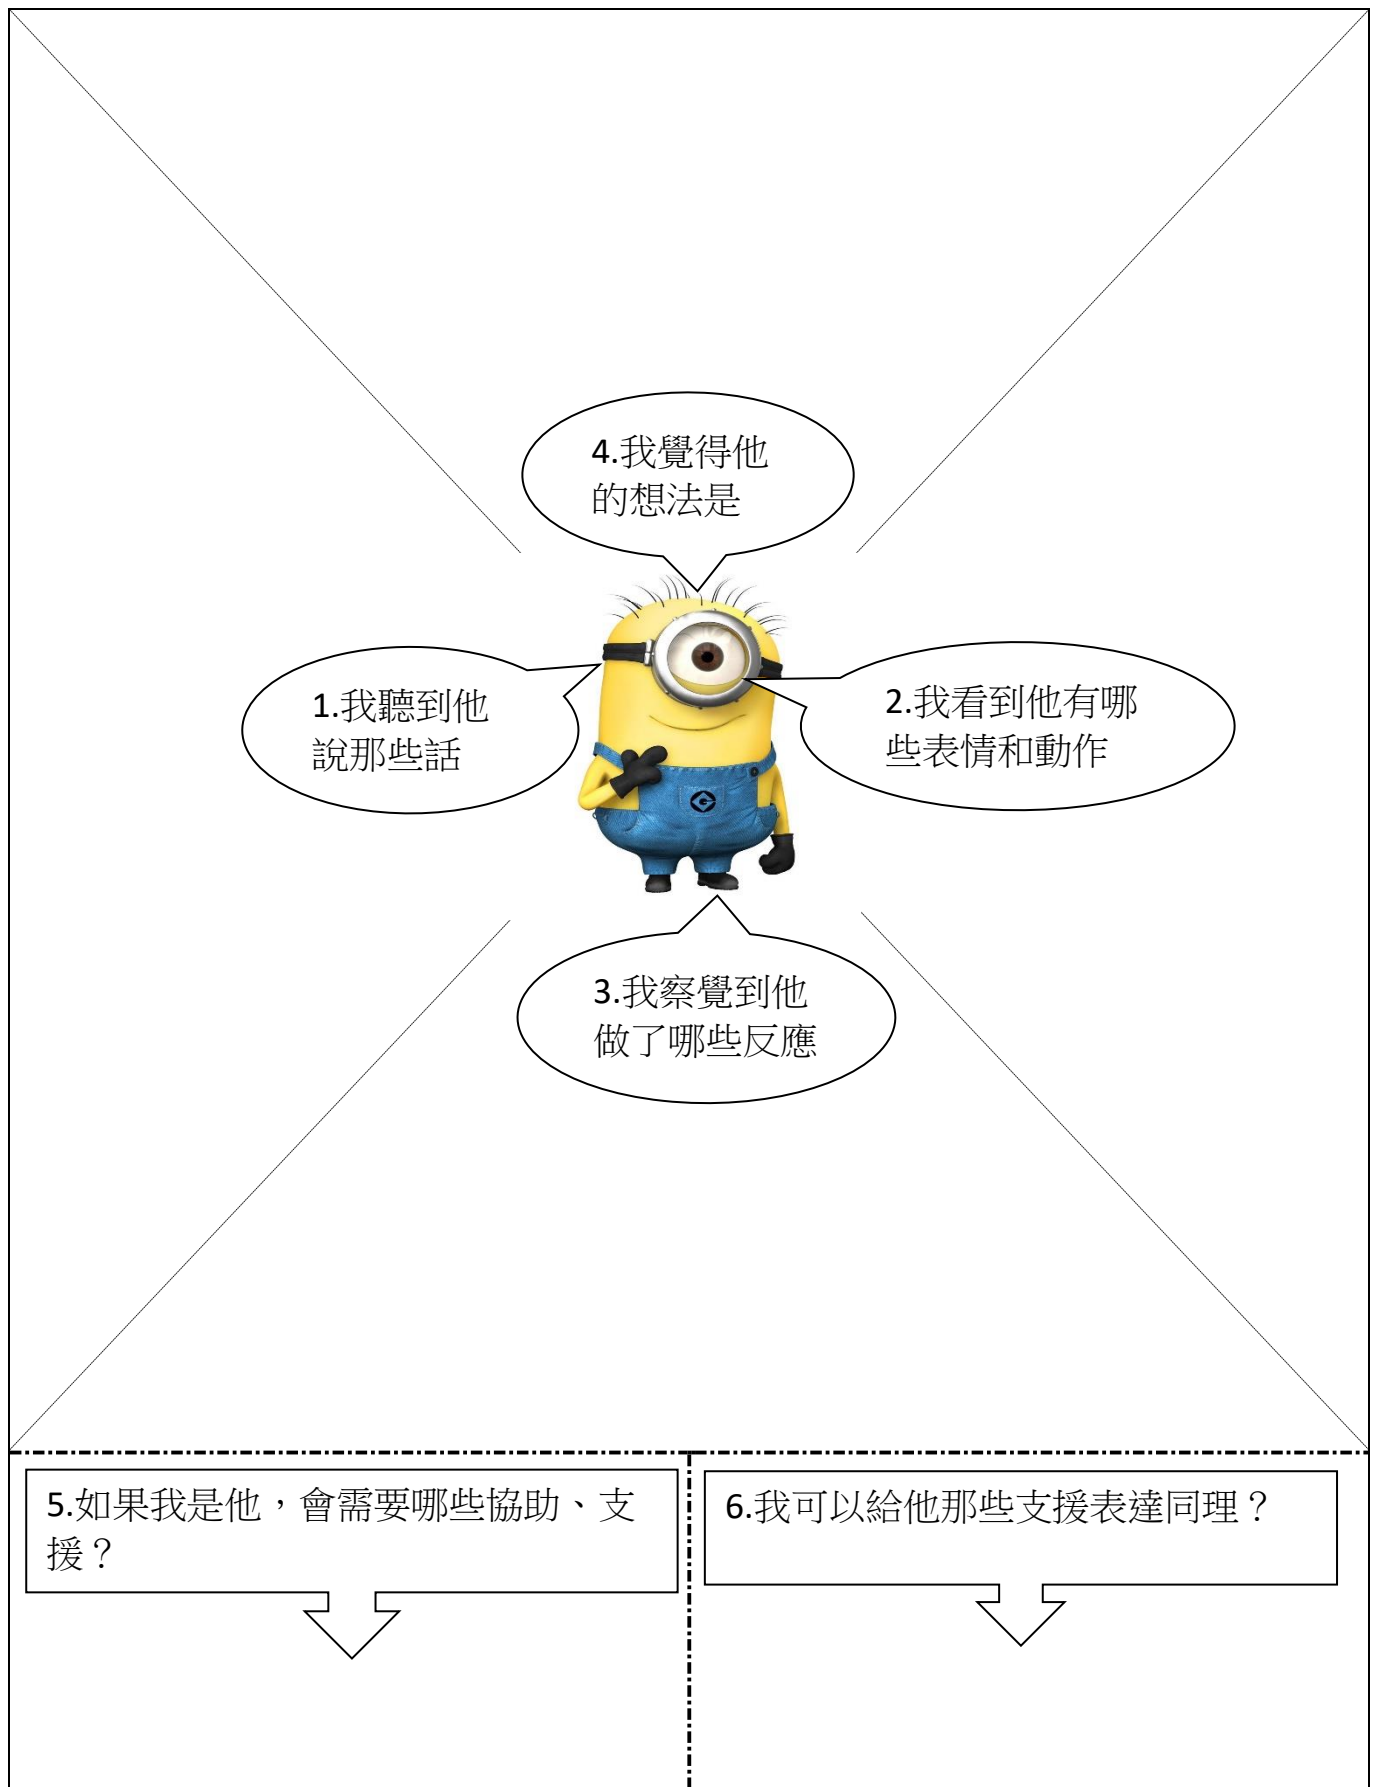 4.我覺得他
的想法是
1.我聽到他
說那些話
2.我看到他有哪
些表情和動作
3.我察覺到他
做了哪些反應
5.如果我是他，會需要哪些協助、支
援？
6.我可以給他那些支援表達同理？